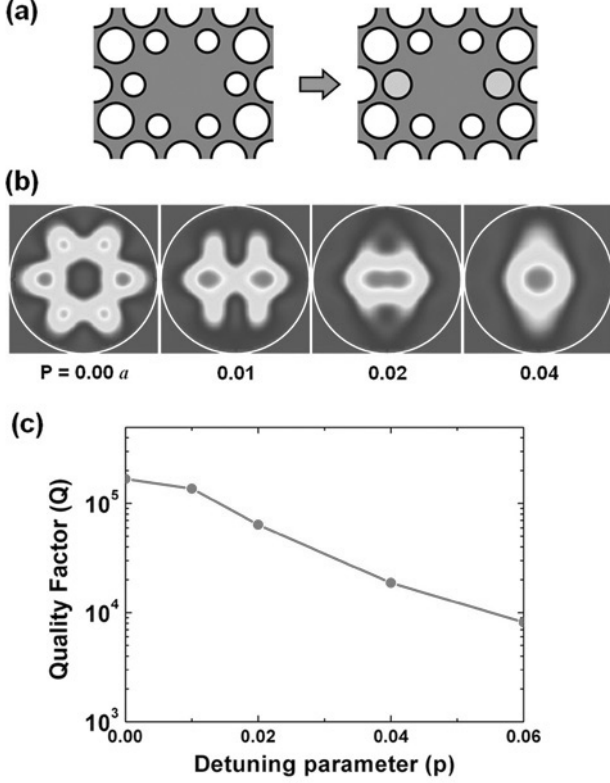 (a)
(b)
P = 0.00 a 0.01 0.02 0.04
(c)
Quality Factor (Q)
10^5
10^4
10^3
0.00 0.02 0.04 0.06
Detuning parameter (p)